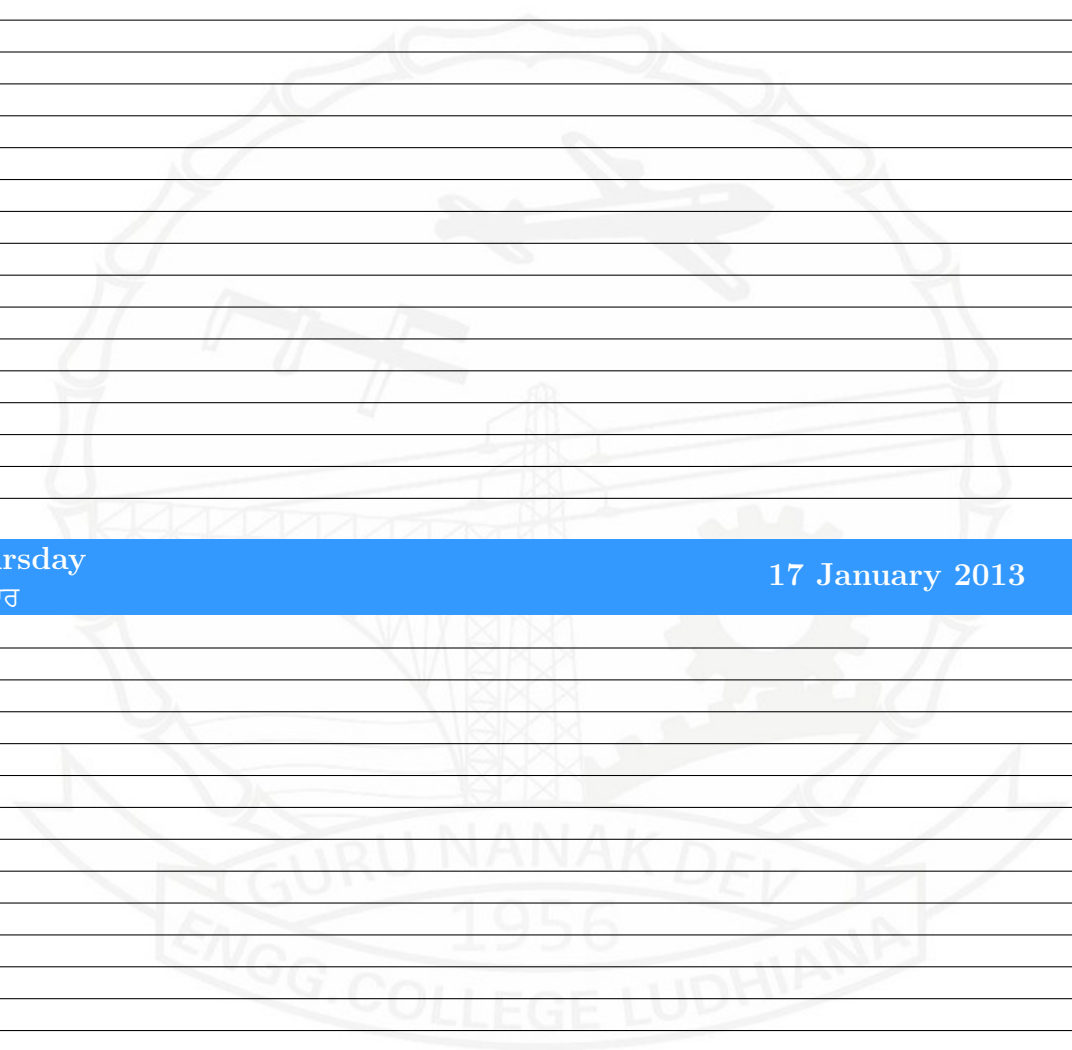 rsday
ਾਰ
17 January 2013
GURU NANAK DEV
1956
ENGG. COLLEGE LUDHIANA